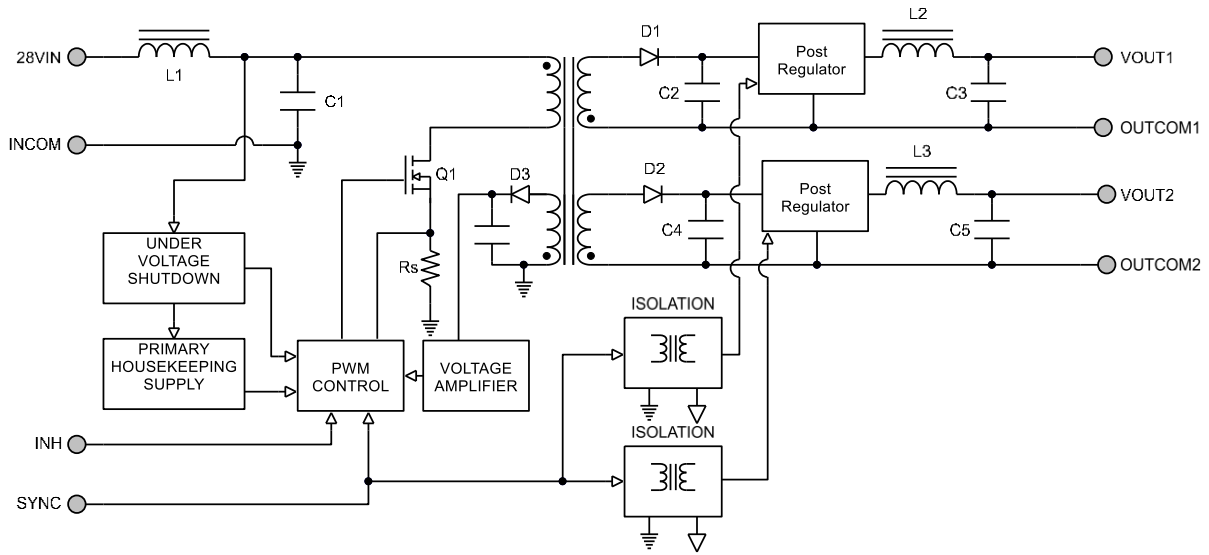 L2
D1
28VIN
L1
Post
Regulator
VOUT1
C1
C2
C3
INCOM
OUTCOM1
L3
Q1
D3
D2
Post
Regulator
VOUT2
C4
C5
UNDER
VOLTAGE
SHUTDOWN
Rs
OUTCOM2
ISOLATION
PRIMARY
HOUSEKEEPING
SUPPLY
PWM
CONTROL
VOLTAGE
AMPLIFIER
ISOLATION
INH
SYNC